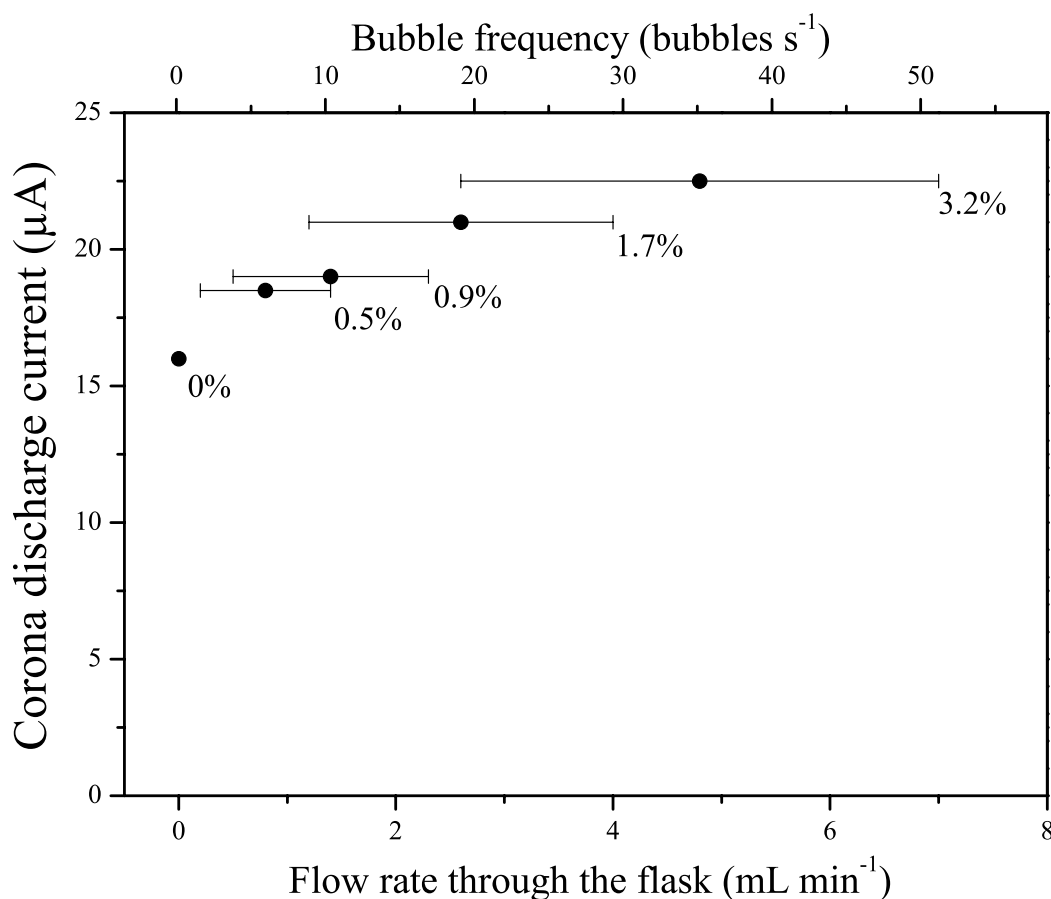 Bubble frequency (bubbles s⁻¹)
0 10 20 30 40 50
Corona discharge current (μA)
25
20
15
10
5
0
3.2%
1.7%
0.9%
0.5%
0%
0 2 4 6 8
Flow rate through the flask (mL min⁻¹)